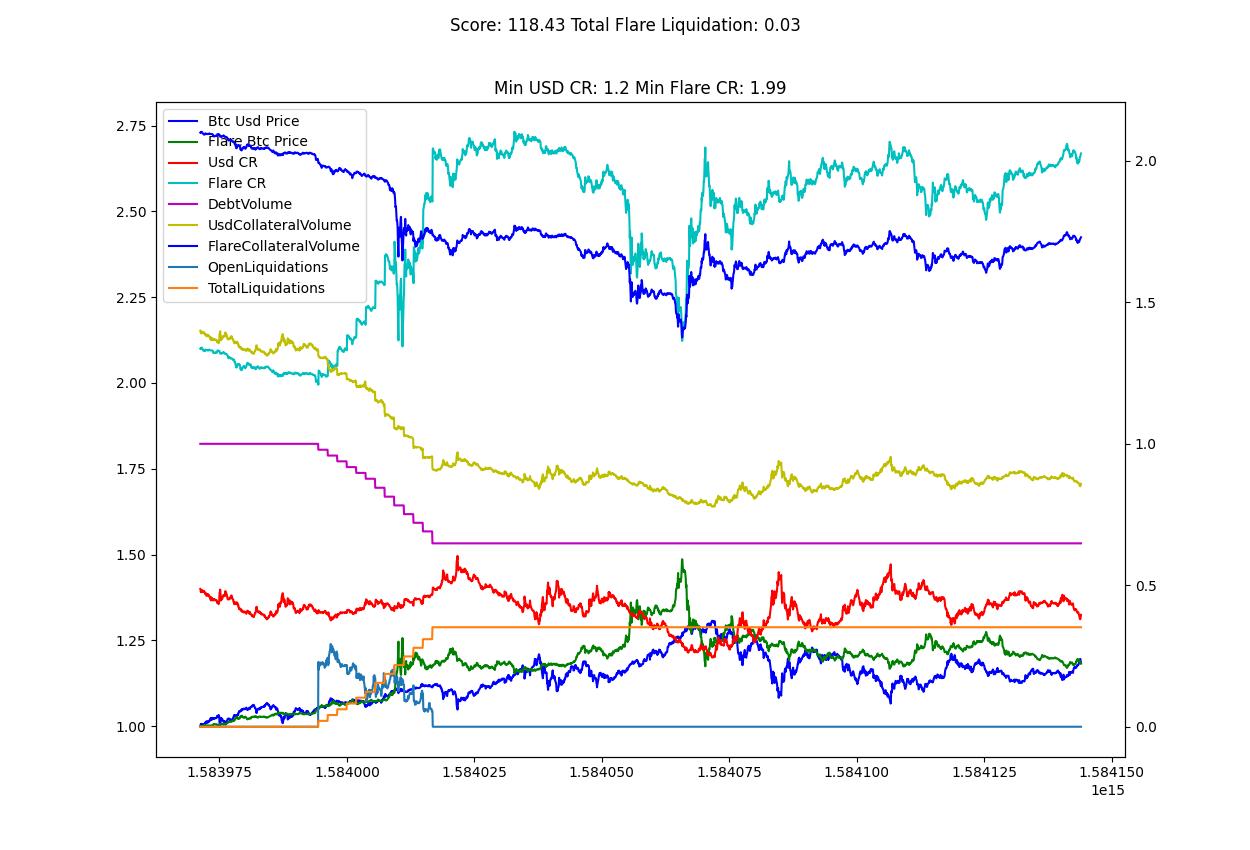 Score: 118.43 Total Flare Liquidation: 0.03
Min USD CR: 1.2 Min Flare CR: 1.99
Btc Usd Price
Flare Btc Price
Usd CR
Flare CR
DebtVolume
UsdCollateralVolume
FlareCollateralVolume
OpenLiquidations
TotalLiquidations
2.75
2.50
2.25
2.00
1.75
1.50
1.25
1.00
2.0
1.5
1.0
0.5
0.0
1.583975 1.584000 1.584025 1.584050 1.584075 1.584100 1.584125 1.584150
1e15